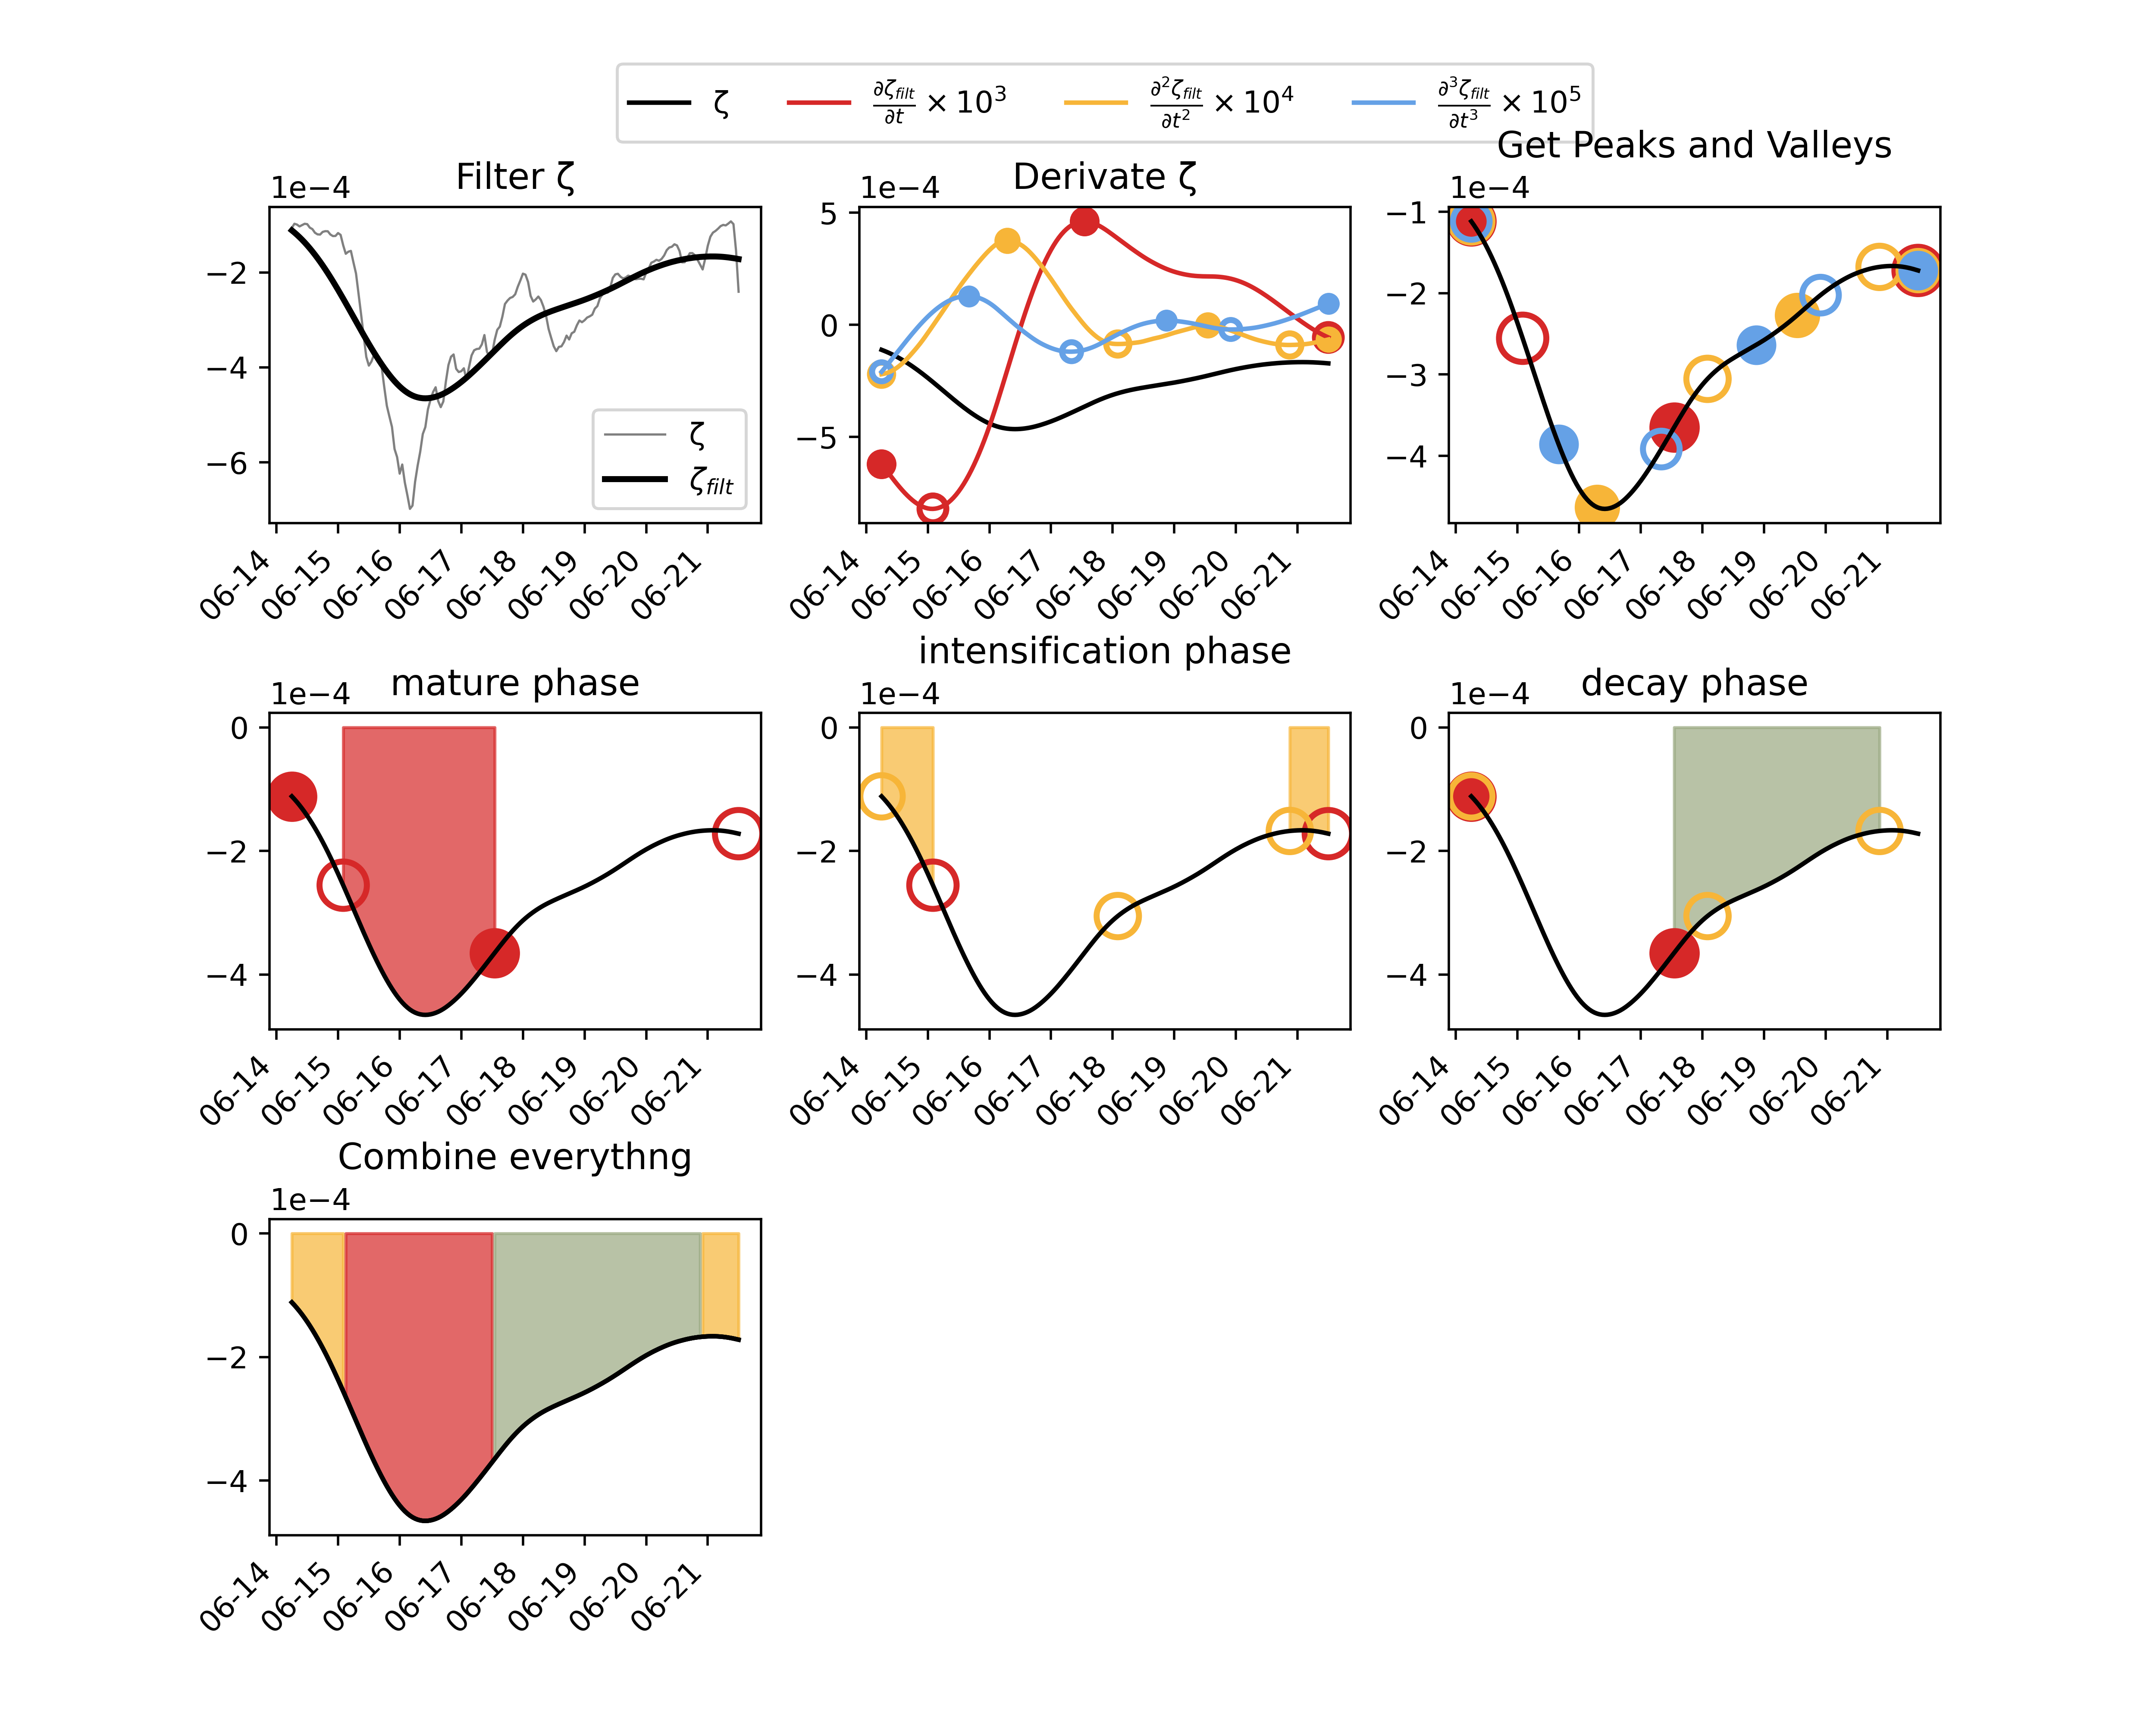 ζ ∂ζfilt/∂t × 10³ ∂²ζfilt/∂t² × 10⁴ ∂³ζfilt/∂t³ × 10⁵
Filter ζ
1e−4
−2
−4
−6
ζ
ζfilt
06-14 06-15 06-16 06-17 06-18 06-19 06-20 06-21
Derivate ζ
1e−4
5
0
−5
06-14 06-15 06-16 06-17 06-18 06-19 06-20 06-21
Get Peaks and Valleys
1e−4
−1
−2
−3
−4
06-14 06-15 06-16 06-17 06-18 06-19 06-20 06-21
mature phase
1e−4
0
−2
−4
06-14 06-15 06-16 06-17 06-18 06-19 06-20 06-21
intensification phase
1e−4
0
−2
−4
06-14 06-15 06-16 06-17 06-18 06-19 06-20 06-21
decay phase
1e−4
0
−2
−4
06-14 06-15 06-16 06-17 06-18 06-19 06-20 06-21
Combine everythng
1e−4
0
−2
−4
06-14 06-15 06-16 06-17 06-18 06-19 06-20 06-21